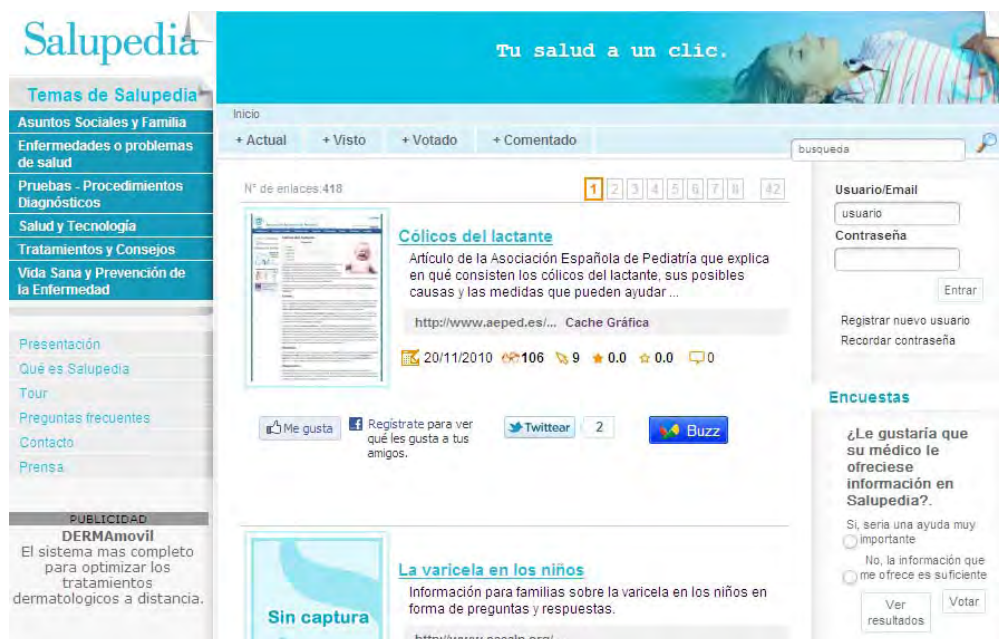 Salupedia
Tu salud a un clic.
Temas de Salupedia
Asuntos Sociales y Familia
Enfermedades o problemas
de salud
Pruebas - Procedimientos
Diagnósticos
Salud y Tecnología
Tratamientos y Consejos
Vida Sana y Prevención de
la Enfermedad
Presentación
Qué es Salupedia
Tour
Preguntas frecuentes
Contacto
Prensa
PUBLICIDAD
DERMAmovil
El sistema mas completo
para optimizar los
tratamientos
dermatologicos a distancia.
Inicio
+ Actual + Visto + Votado + Comentado
busqueda
N° de enlaces:418
1 2 3 4 5 6 7 8 42
Cólicos del lactante
Artículo de la Asociación Española de Pediatría que explica
en qué consisten los cólicos del lactante, sus posibles
causas y las medidas que pueden ayudar ...
http://www.aeped.es/... Cache Gráfica
20/11/2010 106 9 0.0 0.0 0
Me gusta
Regístrate para ver
qué les gusta a tus
amigos.
Twittear 2
Buzz
Sin captura
La varicela en los niños
Información para familias sobre la varicela en los niños en
forma de preguntas y respuestas.
Usuario/Email
usuario
Contraseña
Entrar
Registrar nuevo usuario
Recordar contraseña
Encuestas
¿Le gustaría que
su médico le
ofreciese
información en
Salupedia?.
Si, seria una ayuda muy
importante
No, la información que
me ofrece es suficiente
Ver
resultados
Votar